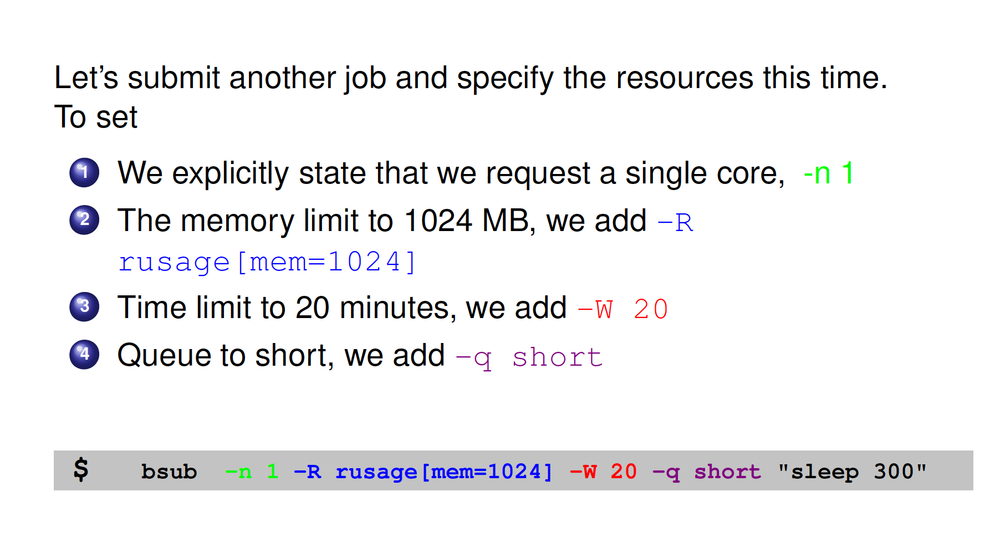 Let’s submit another job and specify the resources this time.
To set
1 We explicitly state that we request a single core, -n 1
2 The memory limit to 1024 MB, we add -R
rusage[mem=1024]
3 Time limit to 20 minutes, we add -W 20
4 Queue to short, we add -q short
$ bsub -n 1 -R rusage[mem=1024] -W 20 -q short "sleep 300"